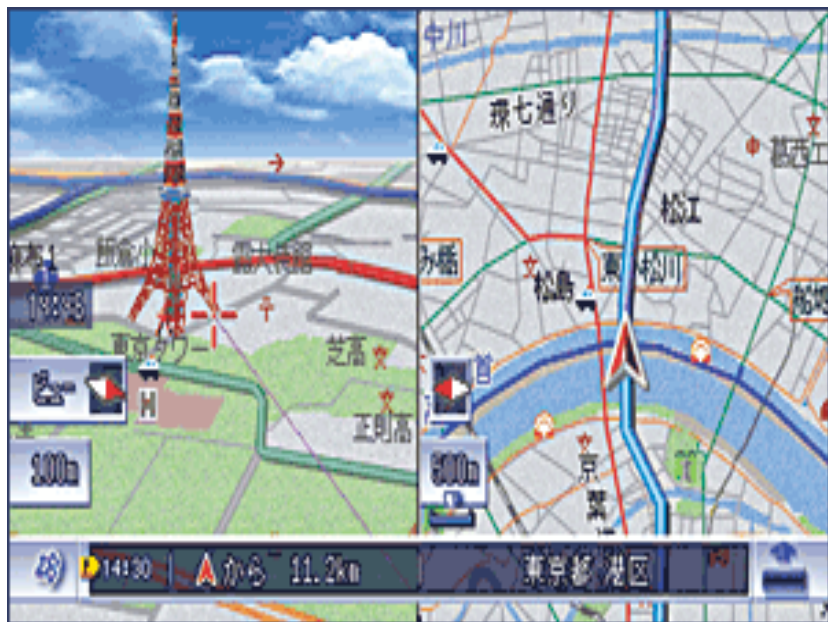 ビュー
東京タワー
芝高
正則高
H
100m
中川
環七通り
葛西工
松江
松島
松川
首
京葉
500m
14:30
から 11.2km
東京都 港区